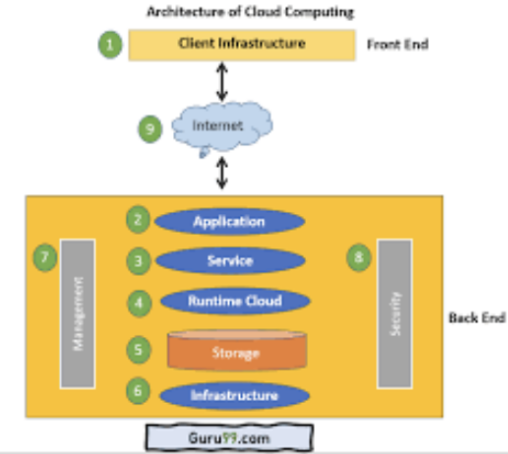 Architecture of Cloud Computing
1
Client Infrastructure
Front End
9
Internet
2
Application
3
Service
4
Runtime Cloud
5
Storage
6
Infrastructure
7
Management
8
Security
Back End
Guru99.com